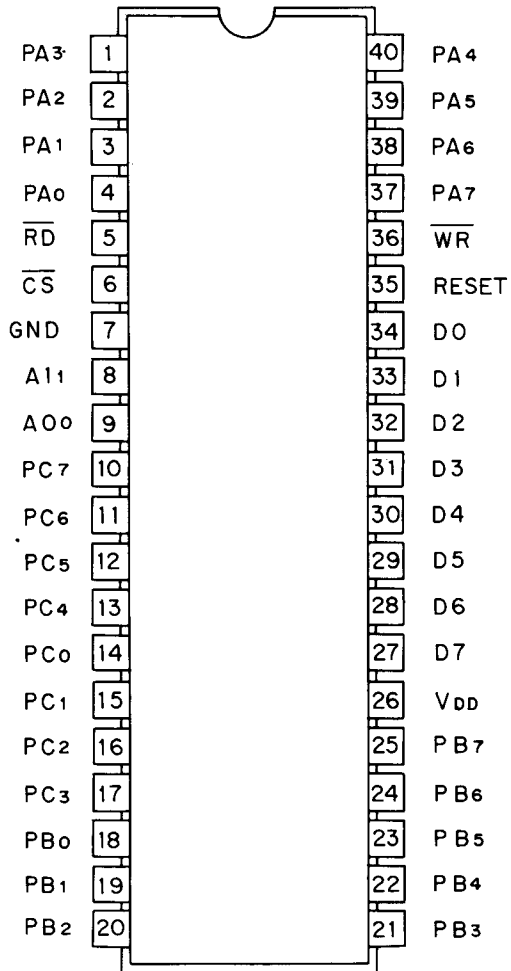 PA3 1 40 PA4
PA2 2 39 PA5
PA1 3 38 PA6
PA0 4 37 PA7
R̅D̅ 5 36 W̅R̅
C̅S̅ 6 35 RESET
GND 7 34 D0
A11 8 33 D1
A00 9 32 D2
PC7 10 31 D3
PC6 11 30 D4
PC5 12 29 D5
PC4 13 28 D6
PC0 14 27 D7
PC1 15 26 VDD
PC2 16 25 PB7
PC3 17 24 PB6
PB0 18 23 PB5
PB1 19 22 PB4
PB2 20 21 PB3